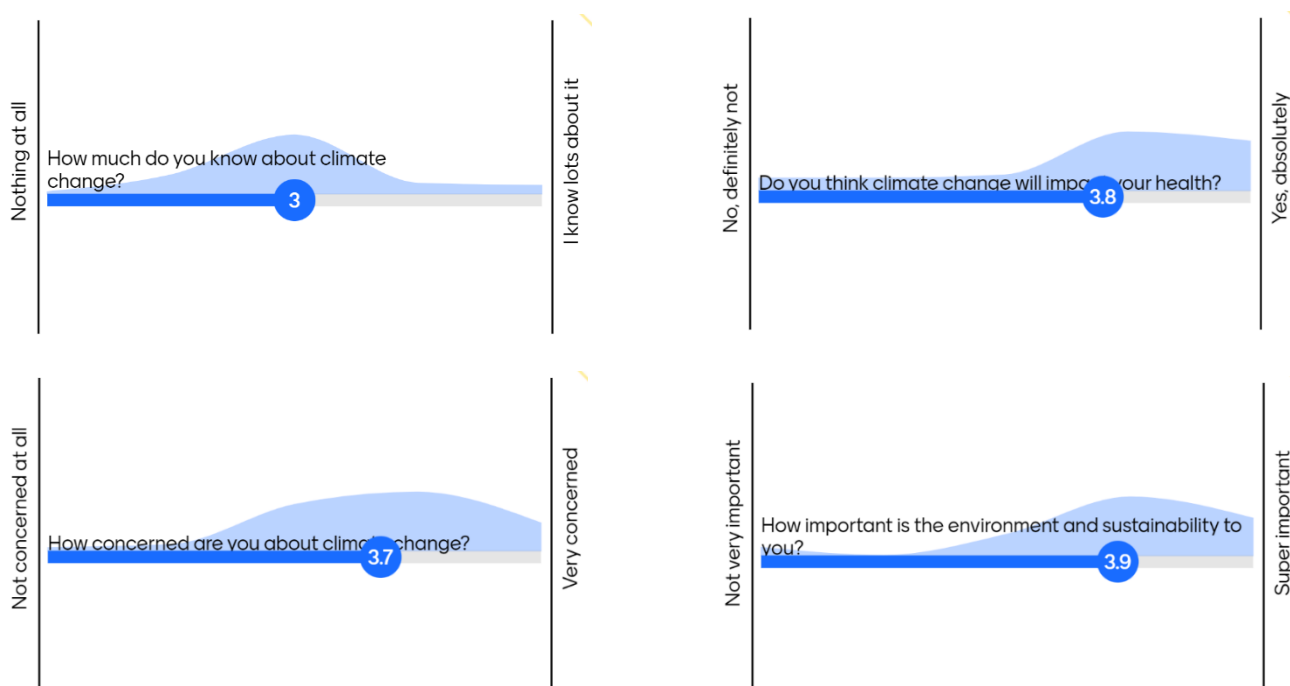 Nothing at all
How much do you know about climate
change?
3
I know lots about it
No, definitely not
Do you think climate change will impa your health?
3.8
Yes, absolutely
Not concerned at all
How concerned are you about climate change?
3.7
Very concerned
Not very important
How important is the environment and sustainability to
you?
3.9
Super important